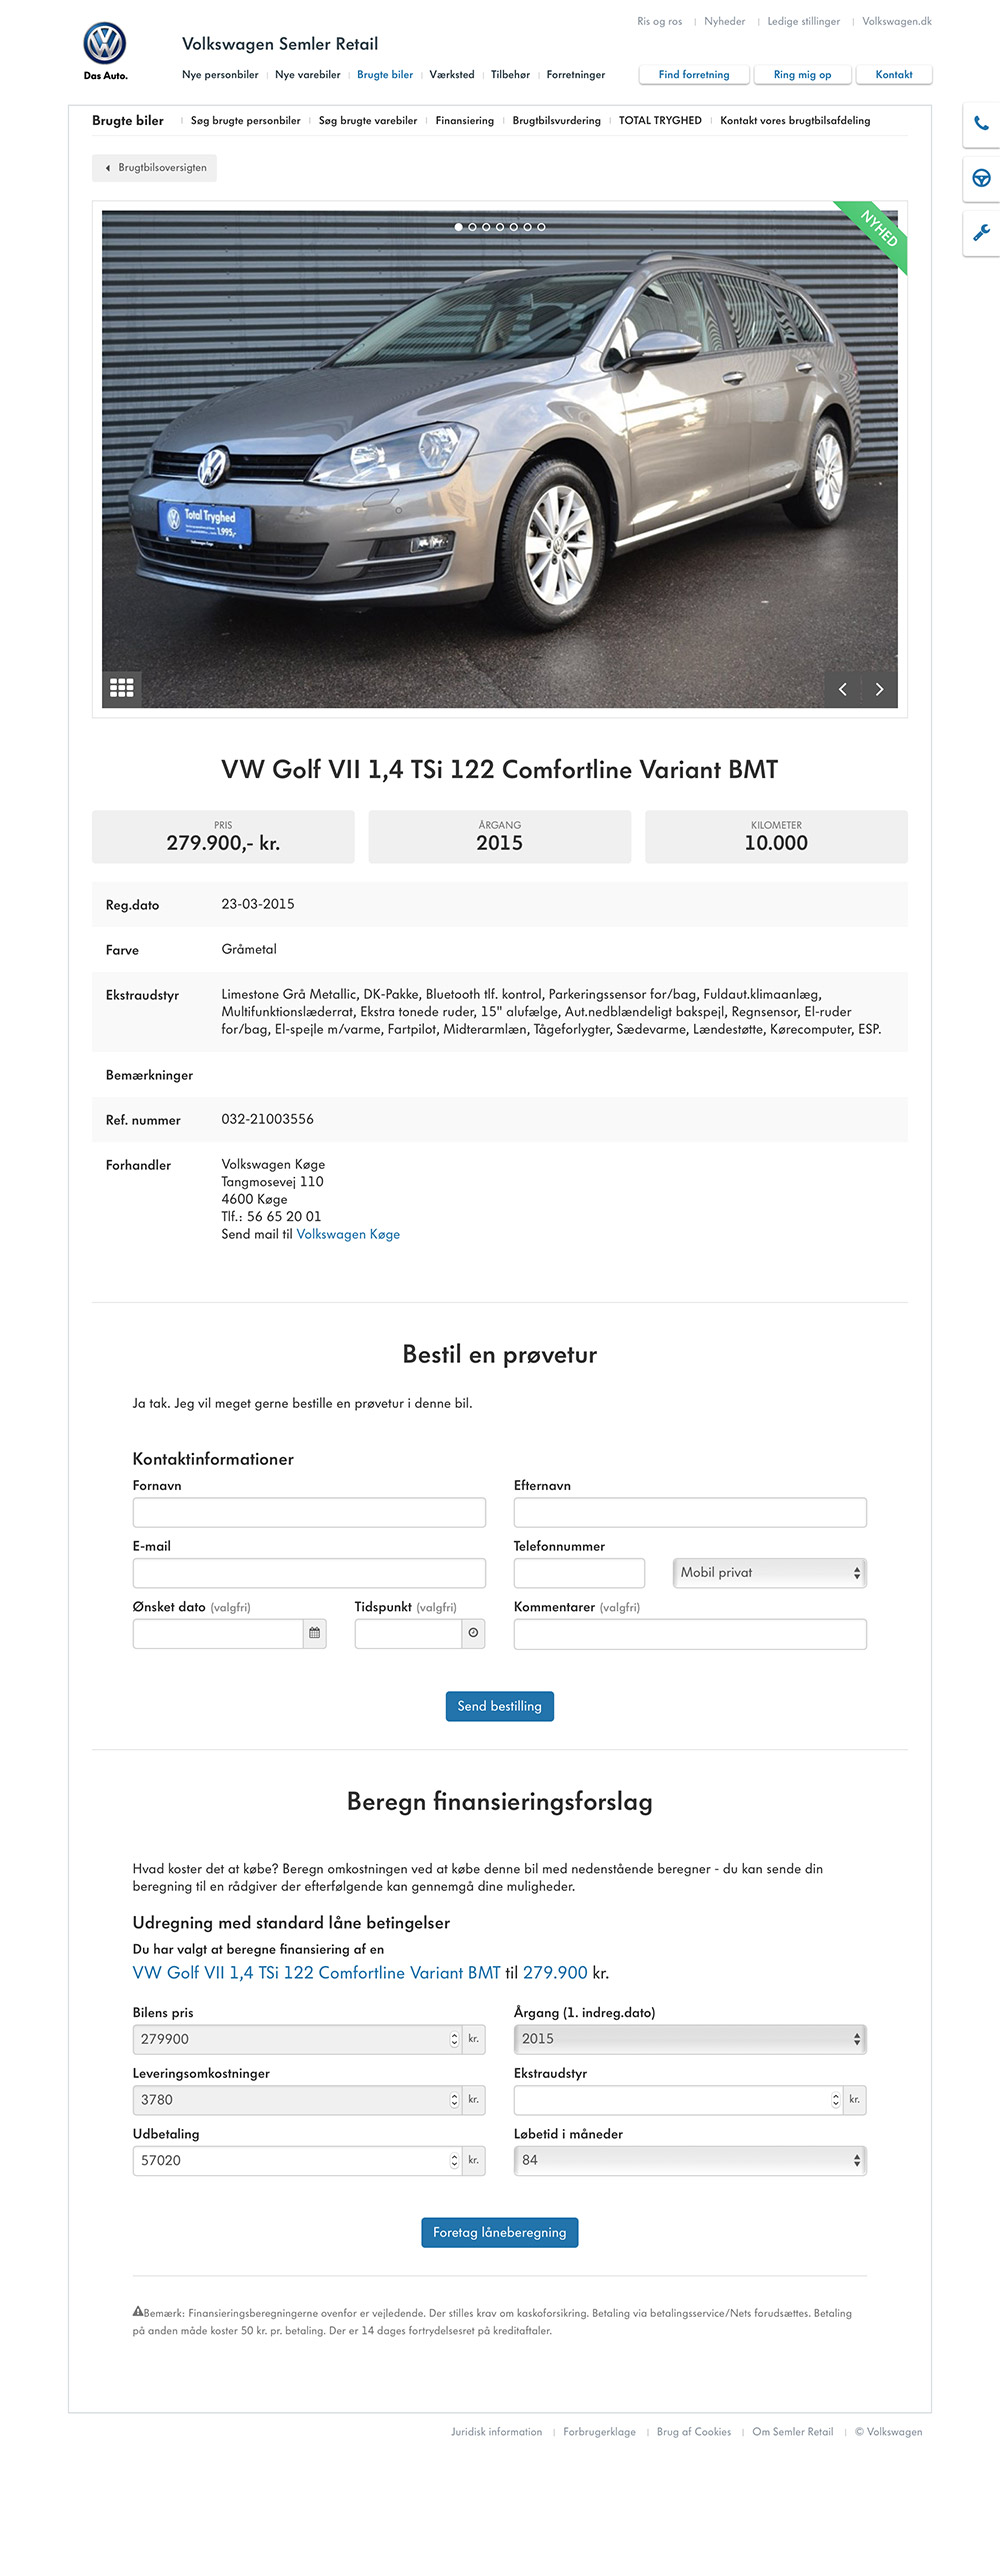 Ris og ros | Nyheder | Ledige stillinger | Volkswagen.dk
Das Auto.
Volkswagen Semler Retail
Nye personbiler | Nye varebiler | Brugte biler | Værksted | Tilbehør | Forretninger
Find forretning
Ring mig op
Kontakt
Brugte biler | Søg brugte personbiler | Søg brugte varebiler | Finansiering | Brugtbilsvurdering | TOTAL TRYGHED | Kontakt vores brugtbilsafdeling
Brugtbilsoversigten
NYHED
Total Tryghed
1.995,-
VW Golf VII 1,4 TSi 122 Comfortline Variant BMT
PRIS
279.900,- kr.
ÅRGANG
2015
KILOMETER
10.000
Reg.dato 23-03-2015
Farve Gråmetal
Ekstraudstyr Limestone Grå Metallic, DK-Pakke, Bluetooth tlf. kontrol, Parkeringssensor for/bag, Fuldaut.klimaanlæg,
Multifunktionslæderrat, Ekstra tonede ruder, 15" alufælge, Aut.nedblændeligt bakspejl, Regnsensor, El-ruder
for/bag, El-spejle m/varme, Fartpilot, Midterarmlæn, Tågeforlygter, Sædevarme, Lændestøtte, Kørecomputer, ESP.
Bemærkninger
Ref. nummer 032-21003556
Forhandler Volkswagen Køge
Tangmosevej 110
4600 Køge
Tlf.: 56 65 20 01
Send mail til Volkswagen Køge
Bestil en prøvetur
Ja tak. Jeg vil meget gerne bestille en prøvetur i denne bil.
Kontaktinformationer
Fornavn
Efternavn
E-mail
Telefonnummer
Mobil privat
Ønsket dato (valgfri)
Tidspunkt (valgfri)
Kommentarer (valgfri)
Send bestilling
Beregn finansieringsforslag
Hvad koster det at købe? Beregn omkostningen ved at købe denne bil med nedenstående beregner - du kan sende din
beregning til en rådgiver der efterfølgende kan gennemgå dine muligheder.
Udregning med standard låne betingelser
Du har valgt at beregne finansiering af en
VW Golf VII 1,4 TSi 122 Comfortline Variant BMT til 279.900 kr.
Bilens pris
Årgang (1. indreg.dato)
279900 kr.
2015
Leveringsomkostninger
Ekstraudstyr
3780 kr.
kr.
Udbetaling
Løbetid i måneder
57020 kr.
84
Foretag låneberegning
Bemærk: Finansieringsberegningerne ovenfor er vejledende. Der stilles krav om kaskoforsikring. Betaling via betalingsservice/Nets forudsættes. Betaling
på anden måde koster 50 kr. pr. betaling. Der er 14 dages fortrydelsesret på kreditaftaler.
Juridisk information | Forbrugerklage | Brug af Cookies | Om Semler Retail | © Volkswagen